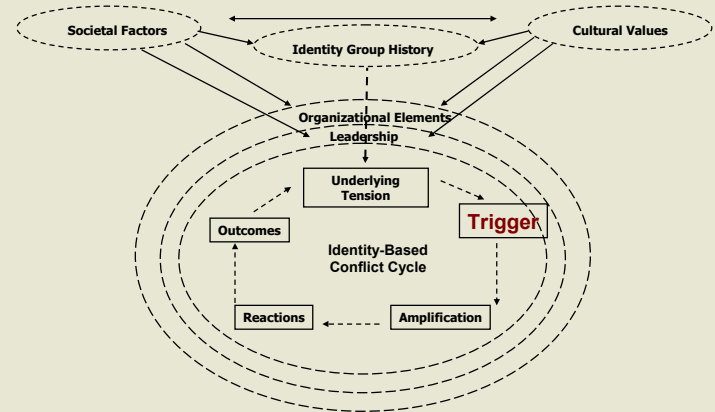 Societal Factors
Cultural Values
Identity Group History
Organizational Elements
Leadership
Underlying
Tension
Trigger
Outcomes
Identity-Based
Conflict Cycle
Reactions
Amplification